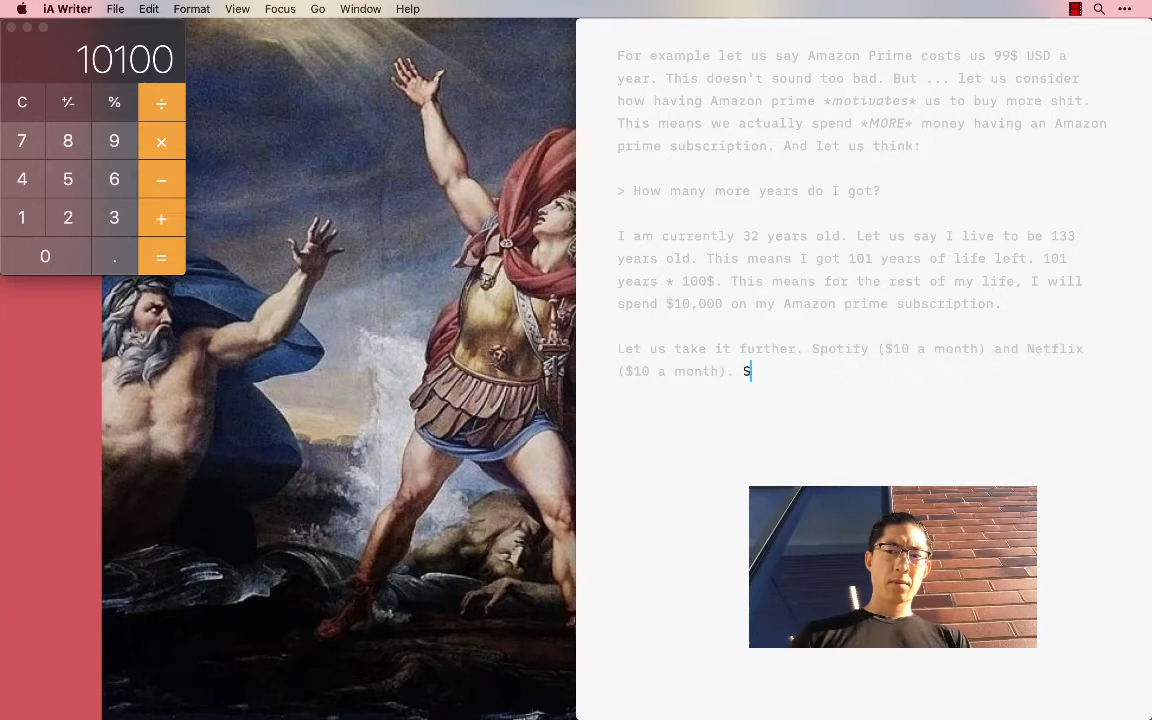 iA Writer File Edit Format View Focus Go Window Help
10100
C +/- % ÷
7 8 9 ×
4 5 6 −
1 2 3 +
0 . =
For example let us say Amazon Prime costs us 99$ USD a
year. This doesn't sound too bad. But ... let us consider
how having Amazon prime *motivates* us to buy more shit.
This means we actually spend *MORE* money having an Amazon
prime subscription. And let us think:
> How many more years do I got?
I am currently 32 years old. Let us say I live to be 133
years old. This means I got 101 years of life left. 101
years * 100$. This means for the rest of my life, I will
spend $10,000 on my Amazon prime subscription.
Let us take it further. Spotify ($10 a month) and Netflix
($10 a month). S